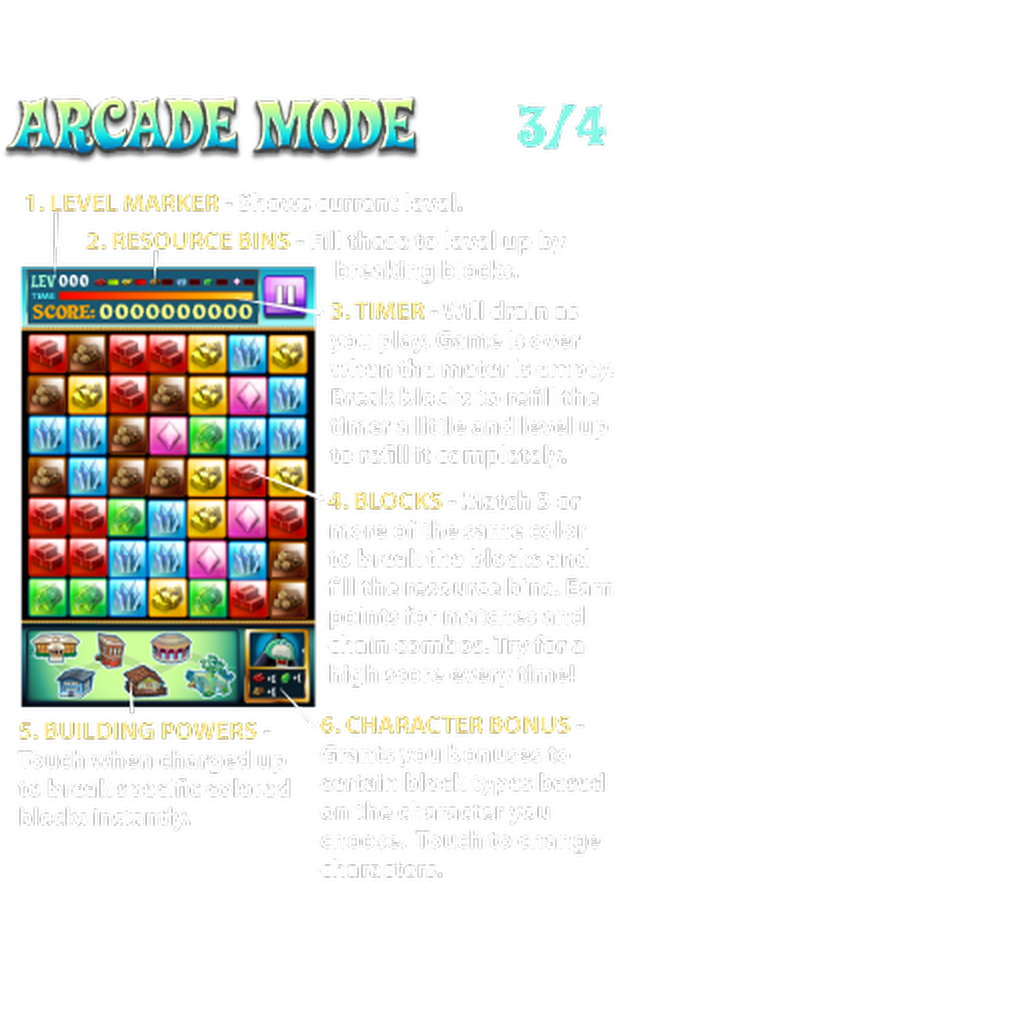 ARCADE MODE 3/4
1. LEVEL MARKER - Shows current level.
2. RESOURCE BINS - Fill these to level up by
breaking blocks.
LEV 000
TIME
SCORE: 0000000000
3. TIMER - Will drain as
you play. Game is over
when the meter is empty.
Break blocks to refill the
timer a little and level up
to refill it completely.
4. BLOCKS - Match 3 or
more of the same color
to break the blocks and
fill the resource bins. Earn
points for matches and
chain combos. Try for a
high score every time!
5. BUILDING POWERS -
Touch when charged up
to break specific colored
blocks instantly.
6. CHARACTER BONUS -
Grants you bonuses to
certain block types based
on the character you
choose. Touch to change
characters.